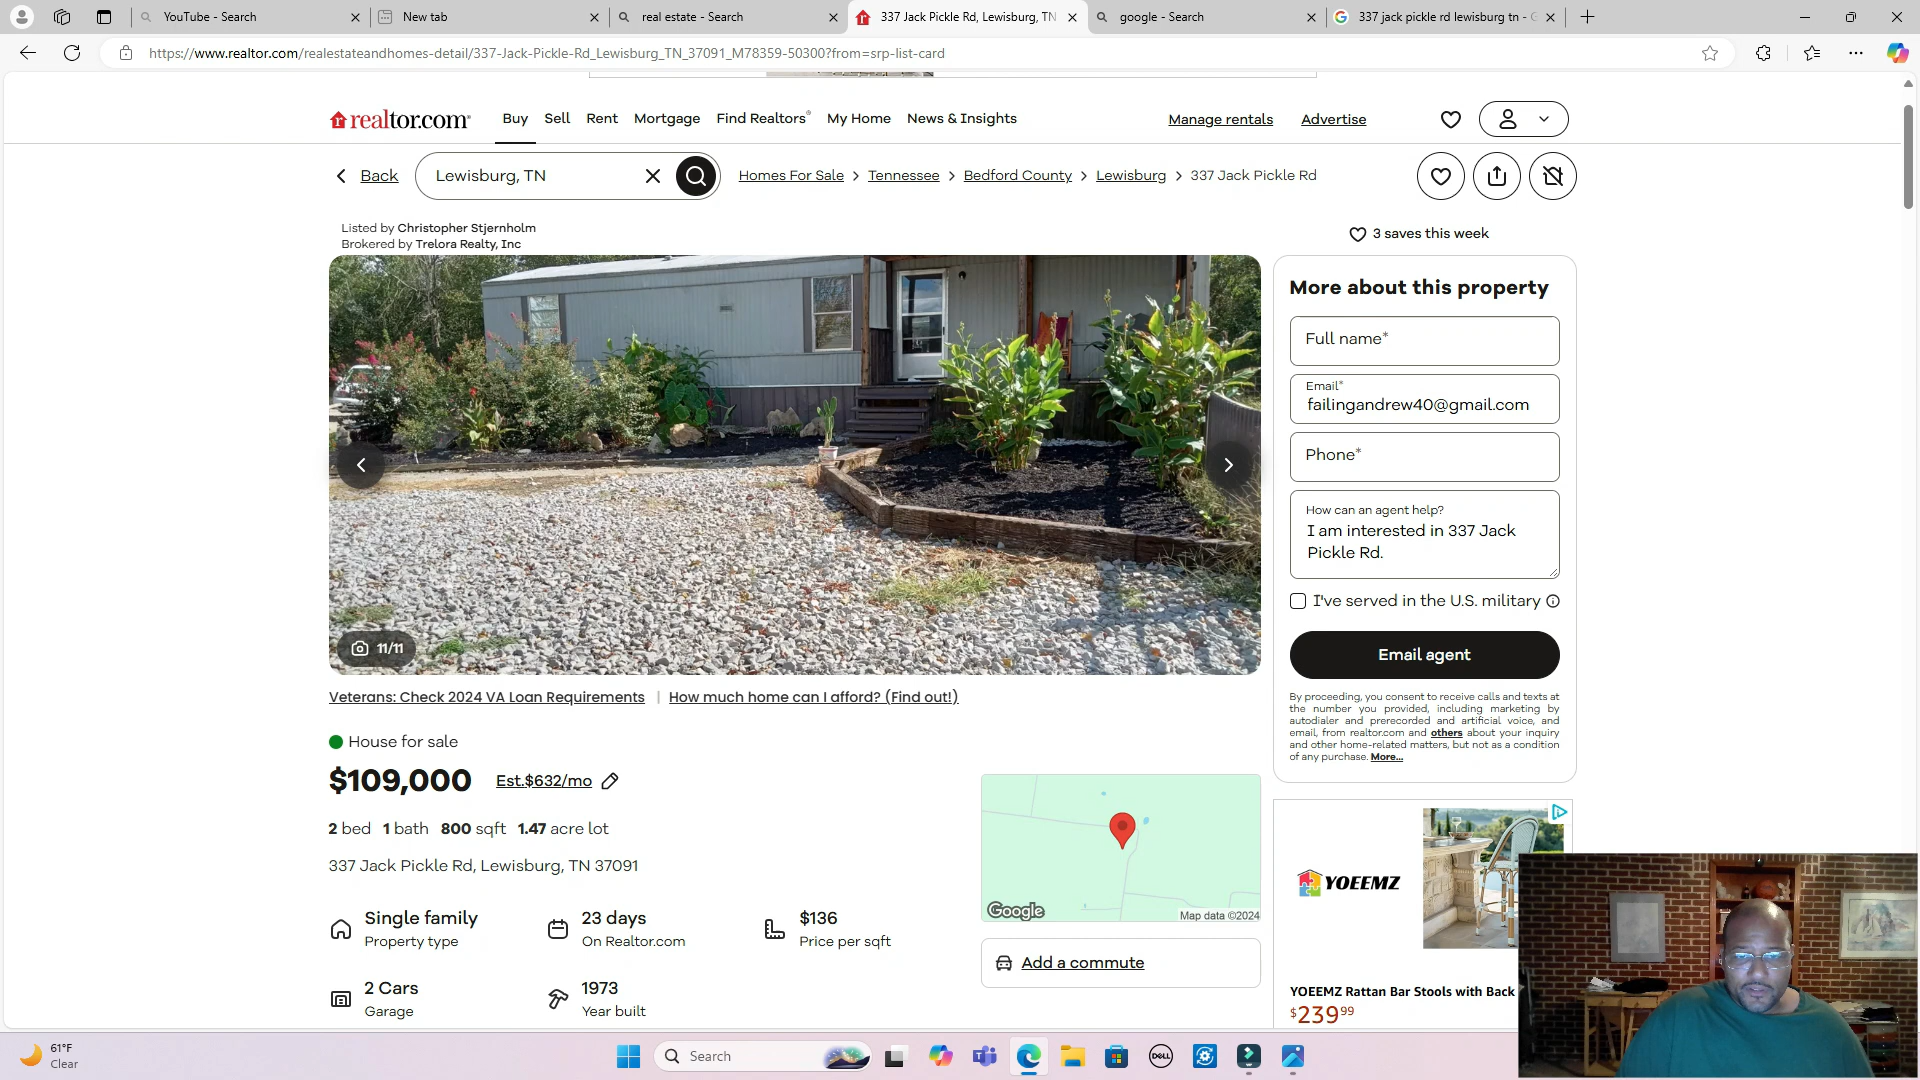 YouTube - Search
New tab
real estate - Search
337 Jack Pickle Rd, Lewisburg, TN
google - Search
337 jack pickle rd lewisburg tn - G
https://www.realtor.com/realestateandhomes-detail/337-Jack-Pickle-Rd_Lewisburg_TN_37091_M78359-50300?from=srp-list-card
realtor.com
Buy
Sell
Rent
Mortgage
Find Realtors®
My Home
News & Insights
Manage rentals
Advertise
Back
Lewisburg, TN
Homes For Sale > Tennessee > Bedford County > Lewisburg > 337 Jack Pickle Rd
Listed by Christopher Stjernholm
Brokered by Trelora Realty, Inc
3 saves this week
11/11
More about this property
Full name*
Email*
failingandrew40@gmail.com
Phone*
How can an agent help?
I am interested in 337 Jack
Pickle Rd.
I've served in the U.S. military
Email agent
By proceeding, you consent to receive calls and texts at
the number you provided, including marketing by
autodialer and prerecorded and artificial voice, and
email, from realtor.com and others about your inquiry
and other home-related matters, but not as a condition
of any purchase. More...
Veterans: Check 2024 VA Loan Requirements | How much home can I afford? (Find out!)
House for sale
$109,000
Est.$632/mo
2 bed 1 bath 800 sqft 1.47 acre lot
337 Jack Pickle Rd, Lewisburg, TN 37091
Single family
Property type
23 days
On Realtor.com
$136
Price per sqft
2 Cars
Garage
1973
Year built
Google
Map data ©2024
Add a commute
YOEEMZ
YOEEMZ Rattan Bar Stools with Back
$239.99
61°F
Clear
Search
DELL